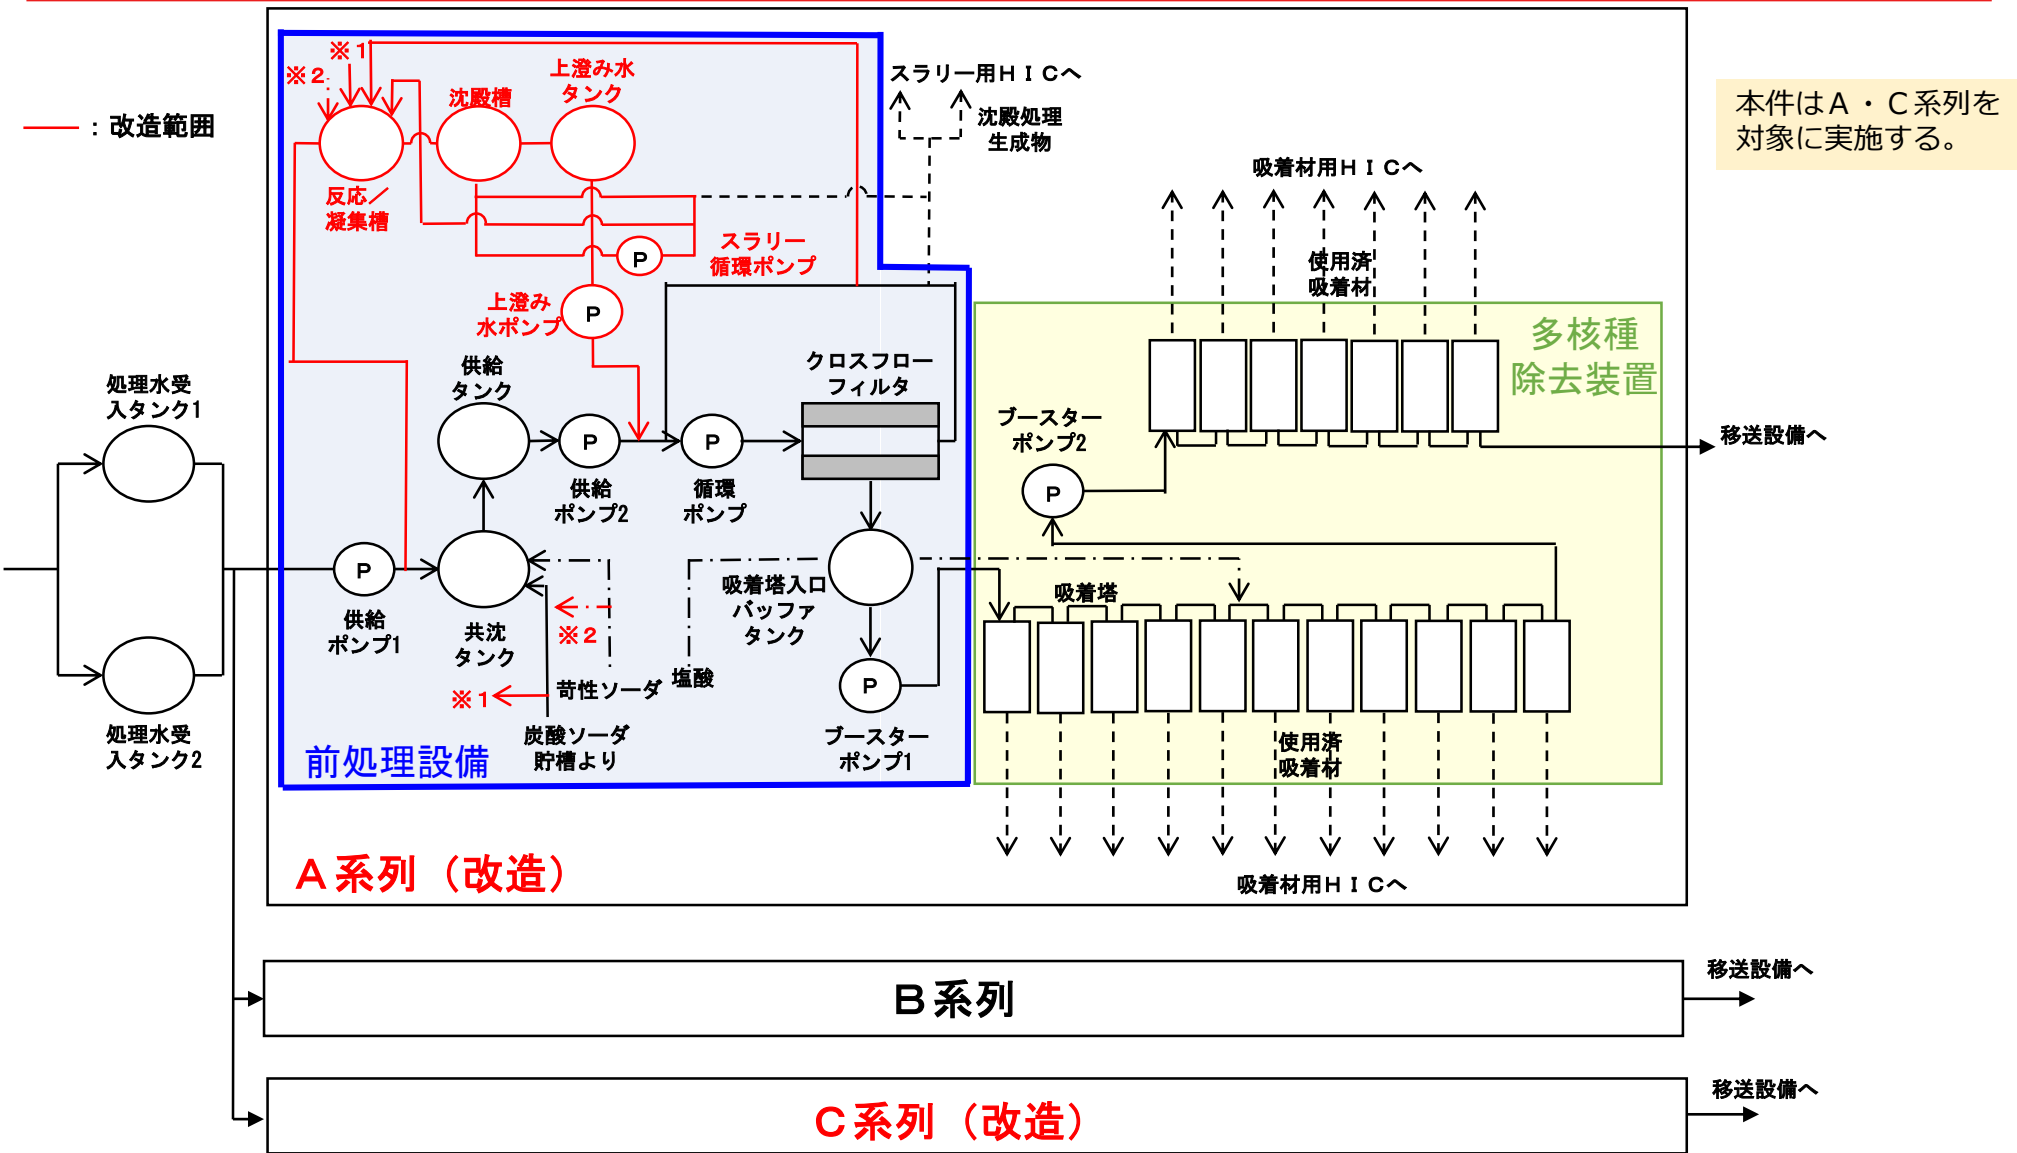 ※1
※2
上澄み水
タンク
沈殿槽
スラリー用ＨＩＣへ
沈殿処理
生成物
本件はＡ・Ｃ系列を
対象に実施する。
：改造範囲
吸着材用ＨＩＣへ
反応／
凝集槽
スラリー
循環ポンプ
P
使用済
吸着材
上澄み
水ポンプ
P
多核種
除去装置
供給
タンク
クロスフロー
フィルタ
処理水受
入タンク1
ブースター
ポンプ2
移送設備へ
P
P
供給
ポンプ2
循環
ポンプ
P
P
供給
ポンプ1
共沈
タンク
※2
吸着塔入口
バッファ
タンク
吸着塔
苛性ソーダ
塩酸
※1
P
炭酸ソーダ
貯槽より
ブースター
ポンプ1
使用済
吸着材
処理水受
入タンク2
前処理設備
Ａ系列（改造）
吸着材用ＨＩＣへ
Ｂ系列
移送設備へ
Ｃ系列（改造）
移送設備へ